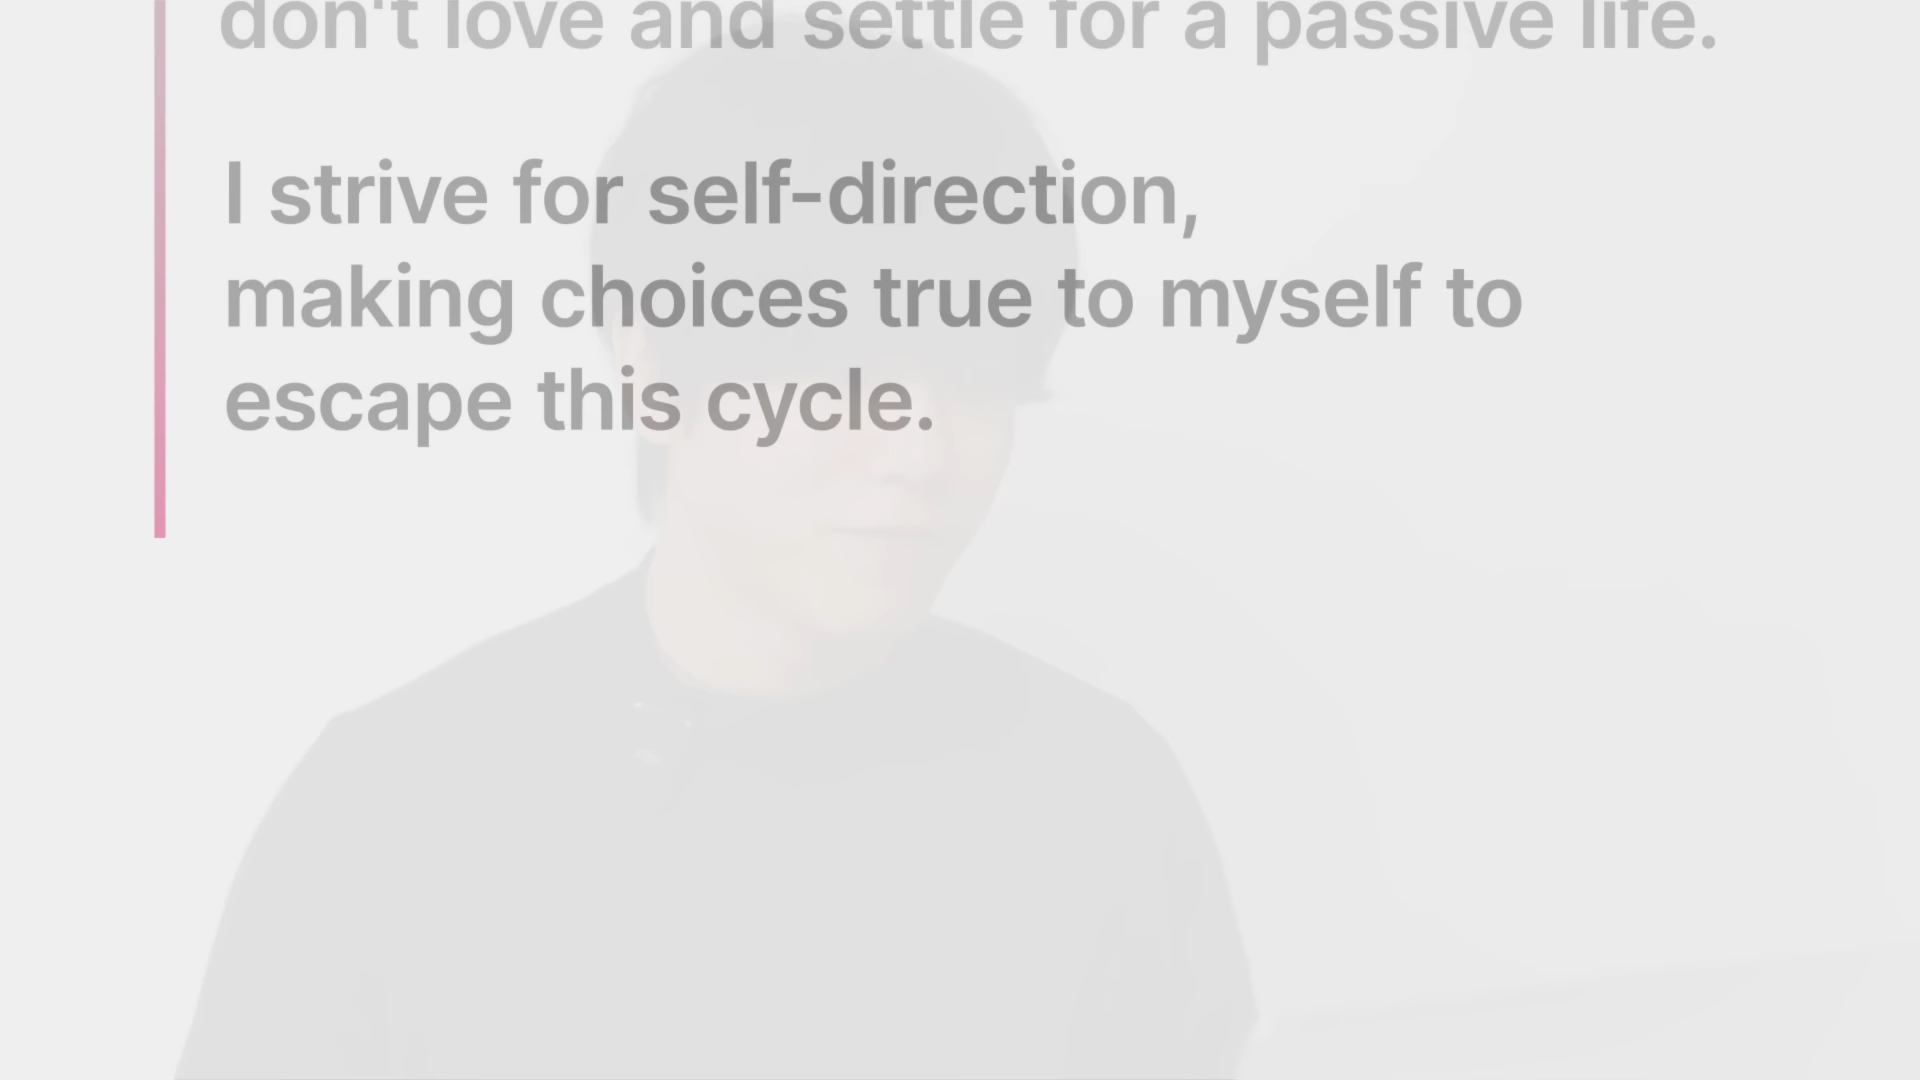 don't love and settle for a passive life.
I strive for self-direction,
making choices true to myself to
escape this cycle.